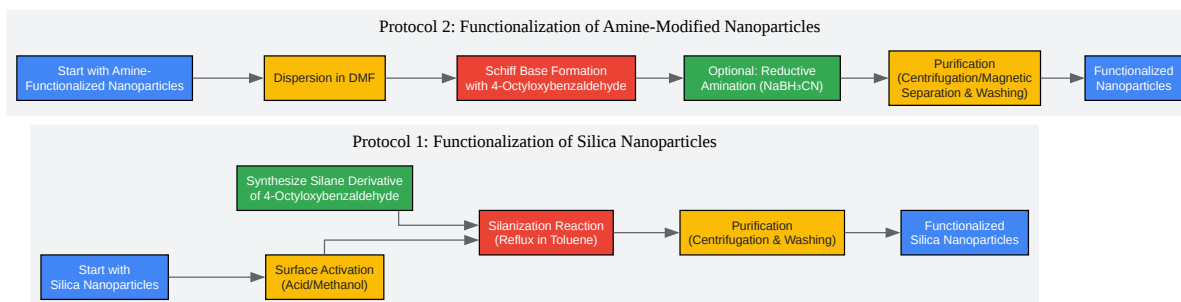 Protocol 2: Functionalization of Amine-Modified Nanoparticles
Start with Amine-
Functionalized Nanoparticles
Dispersion in DMF
Schiff Base Formation
with 4-Octyloxybenzaldehyde
Optional: Reductive
Amination (NaBH₃CN)
Purification
(Centrifugation/Magnetic
Separation & Washing)
Functionalized
Nanoparticles
Protocol 1: Functionalization of Silica Nanoparticles
Synthesize Silane Derivative
of 4-Octyloxybenzaldehyde
Start with
Silica Nanoparticles
Surface Activation
(Acid/Methanol)
Silanization Reaction
(Reflux in Toluene)
Purification
(Centrifugation & Washing)
Functionalized
Silica Nanoparticles